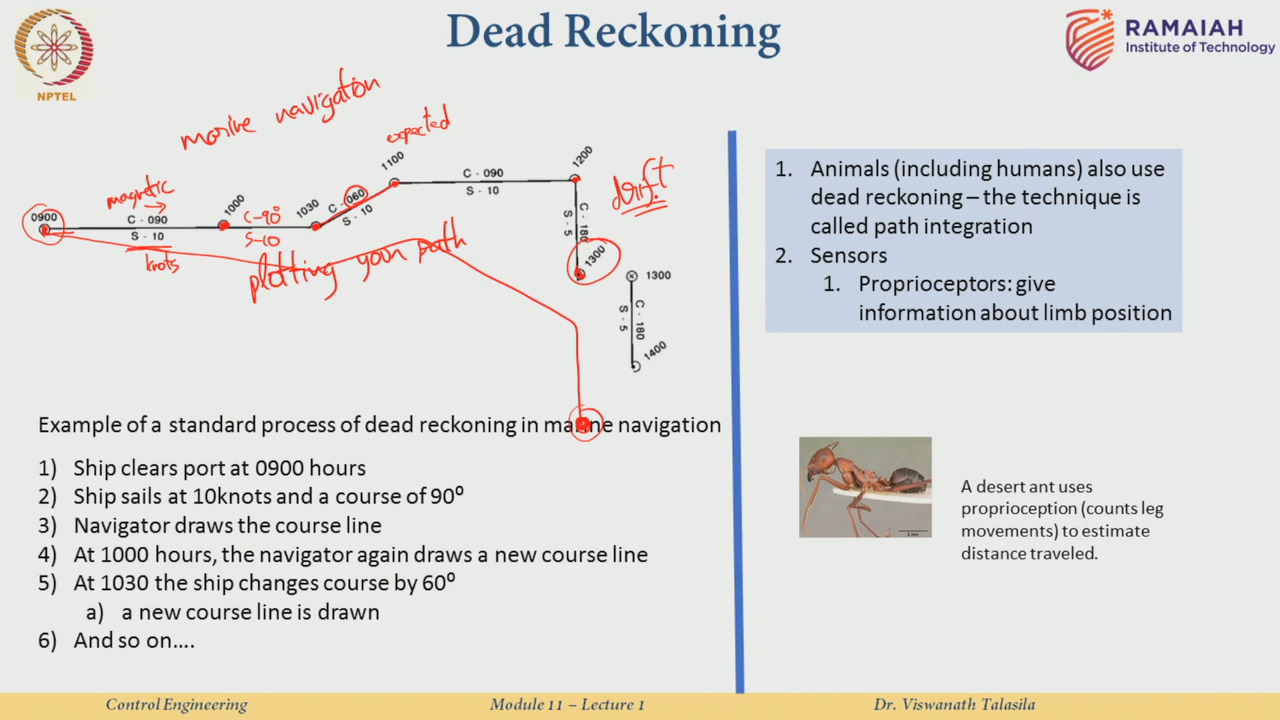 Dead Reckoning
NPTEL
RAMAIAH
Institute of Technology
marine navigation
expected
drift
magnetic
0900
C - 090
S - 10
knots
1000
C-90°
S-10
1030
C - 060
S - 10
1100
C - 090
S - 10
1200
C - 180
S - 5
1300
plotting your path
1300
C - 180
S - 5
1400
Example of a standard process of dead reckoning in marine navigation
1) Ship clears port at 0900 hours
2) Ship sails at 10knots and a course of 90⁰
3) Navigator draws the course line
4) At 1000 hours, the navigator again draws a new course line
5) At 1030 the ship changes course by 60⁰
a) a new course line is drawn
6) And so on....
1. Animals (including humans) also use
dead reckoning – the technique is
called path integration
2. Sensors
1. Proprioceptors: give
information about limb position
A desert ant uses
proprioception (counts leg
movements) to estimate
distance traveled.
Control Engineering
Module 11 – Lecture 1
Dr. Viswanath Talasila